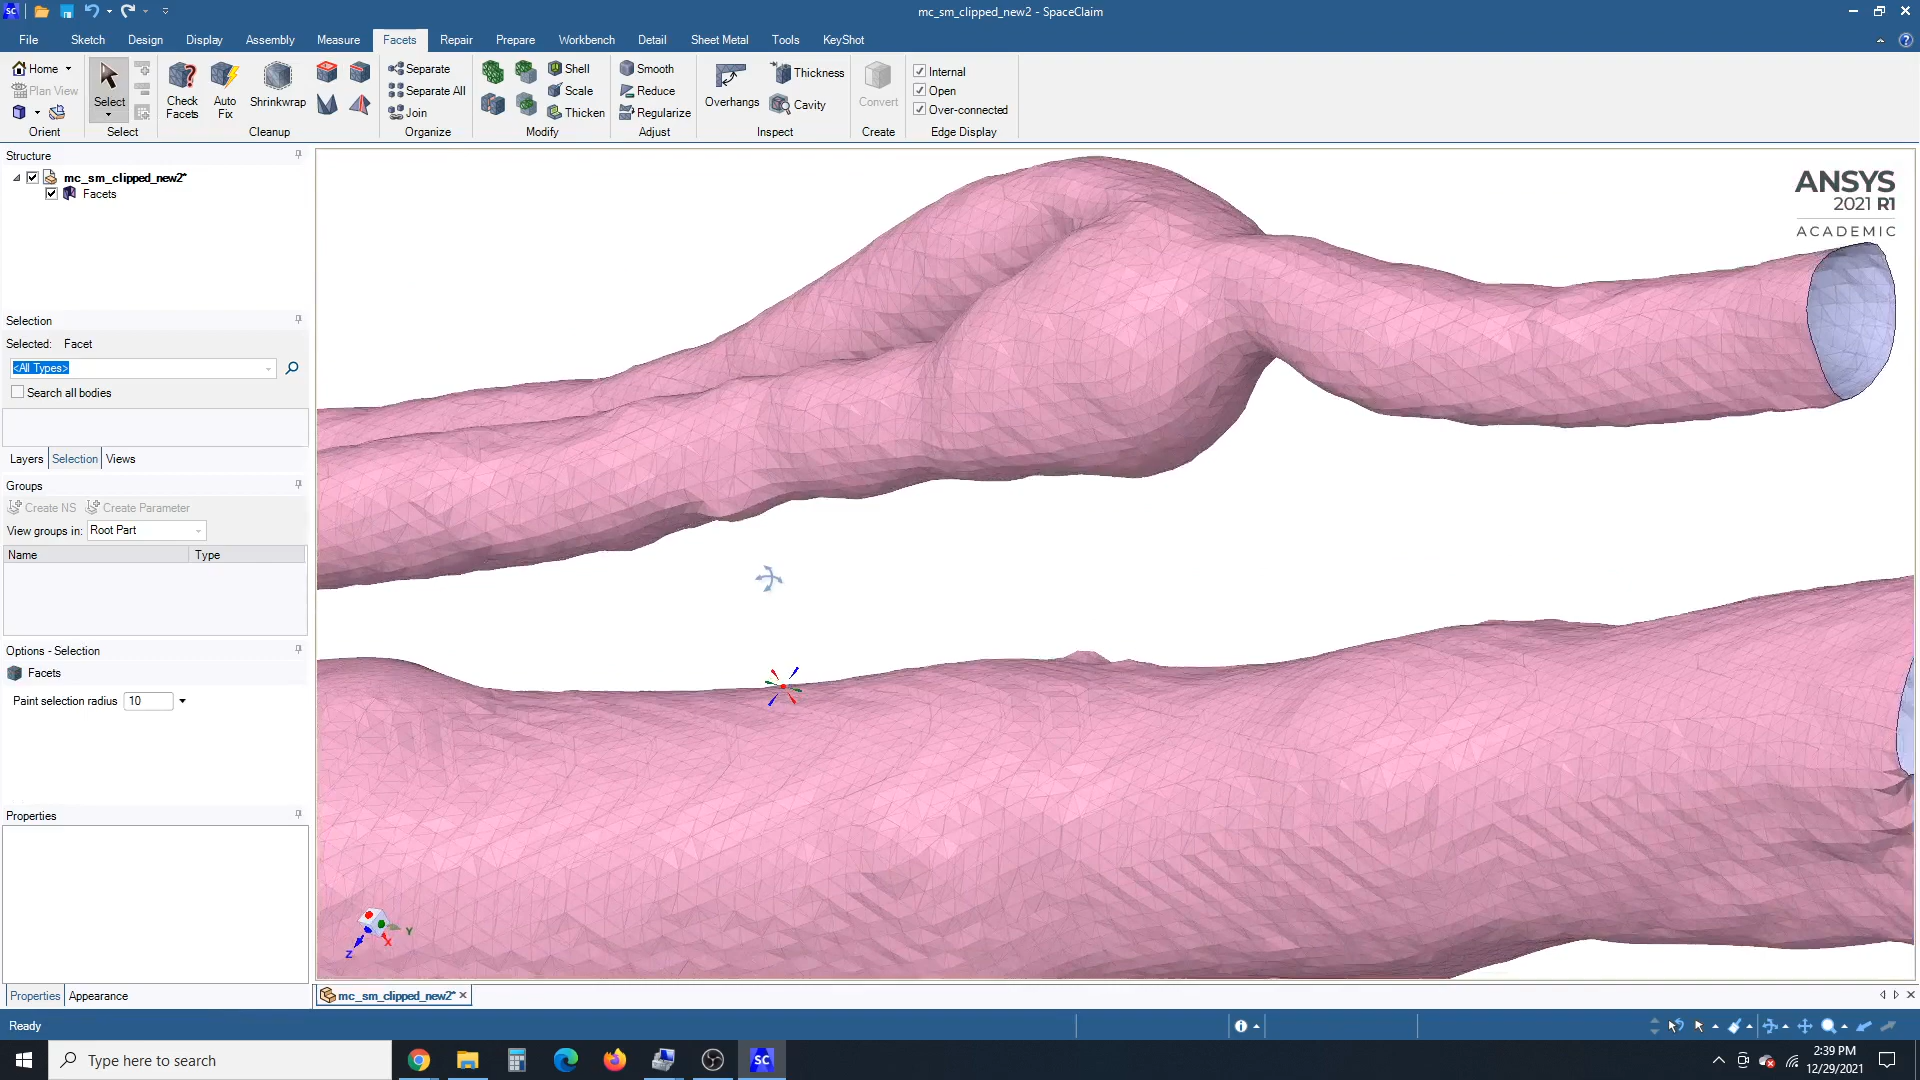 mc_sm_clipped_new2 - SpaceClaim
File Sketch Design Display Assembly Measure Facets Repair Prepare Workbench Detail Sheet Metal Tools KeyShot
Home
Plan View
Orient
Select
Select
Check Facets
Auto Fix
Shrinkwrap
Cleanup
Separate
Separate All
Join
Organize
Shell
Scale
Thicken
Modify
Smooth
Reduce
Regularize
Adjust
Overhangs
Thickness
Cavity
Inspect
Convert
Create
Internal
Open
Over-connected
Edge Display
Structure
mc_sm_clipped_new2*
Facets
Selection
Selected: Facet
<All Types>
Search all bodies
Layers Selection Views
Groups
Create NS Create Parameter
View groups in: Root Part
Name Type
Options - Selection
Facets
Paint selection radius 10
Properties
Properties Appearance
ANSYS
2021 R1
ACADEMIC
Y
X
Z
mc_sm_clipped_new2*
Ready
Type here to search
SC
2:39 PM
12/29/2021